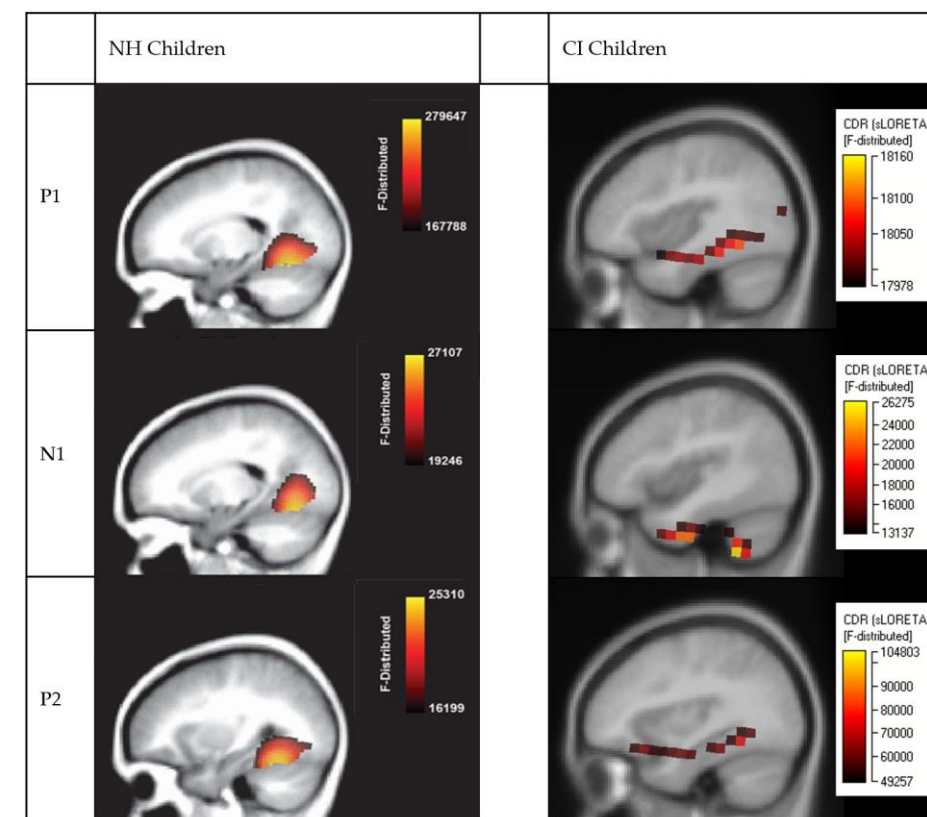 NH Children
CI Children
P1
F-Distributed
279647
167788
CDR (sLORETA
[F-distributed]
18160
18100
18050
17978
N1
F-Distributed
27107
19246
CDR (sLORETA
[F-distributed]
26275
24000
22000
20000
18000
16000
13137
P2
F-Distributed
25310
16199
CDR (sLORETA
[F-distributed]
104803
90000
80000
70000
60000
49257